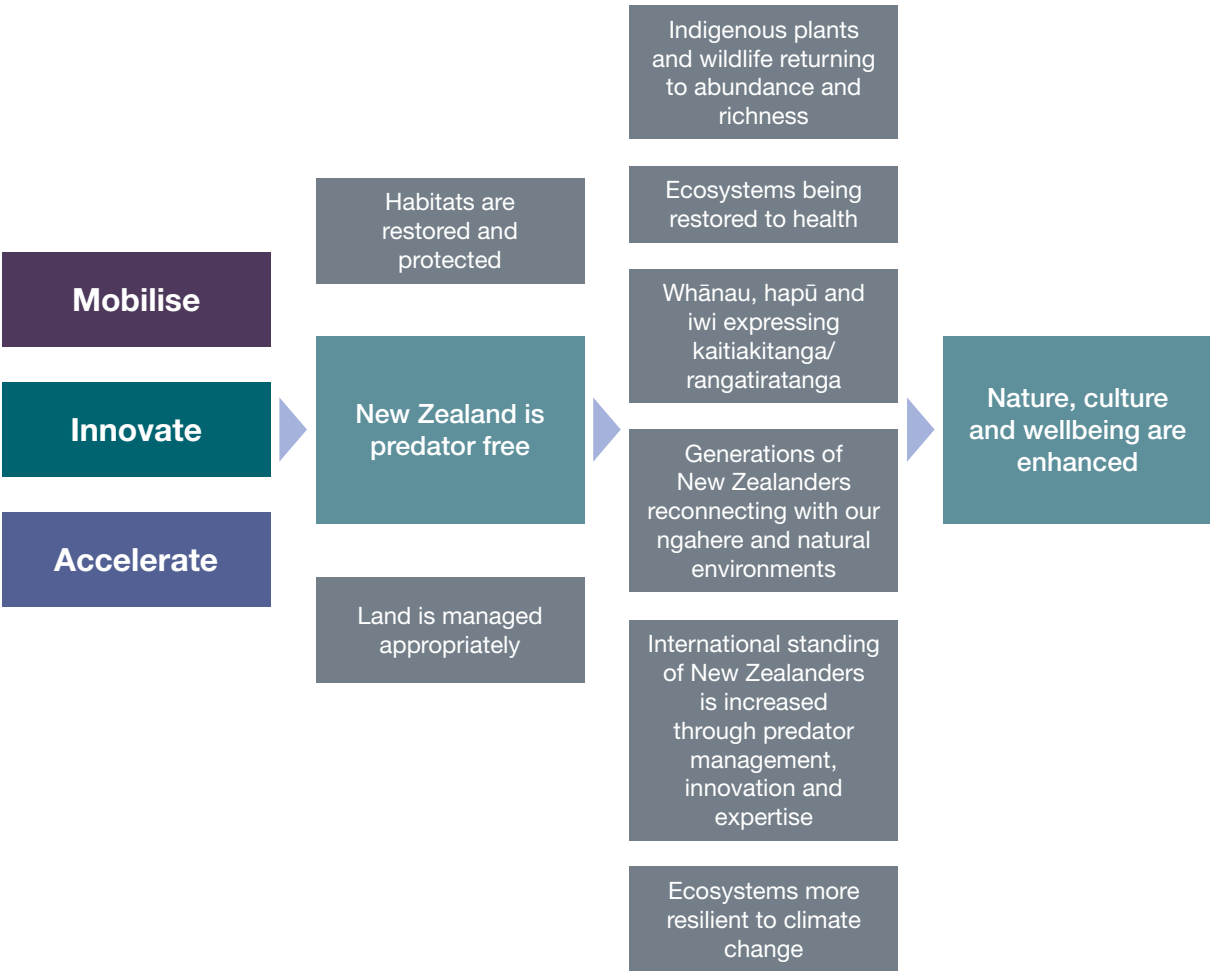 Mobilise
Innovate
Accelerate
Habitats are
restored and
protected
New Zealand is
predator free
Land is managed
appropriately
Indigenous plants
and wildlife returning
to abundance and
richness
Ecosystems being
restored to health
Whānau, hapū and
iwi expressing
kaitiakitanga/
rangatiratanga
Generations of
New Zealanders
reconnecting with our
ngahere and natural
environments
International standing
of New Zealanders
is increased
through predator
management,
innovation and
expertise
Ecosystems more
resilient to climate
change
Nature, culture
and wellbeing are
enhanced